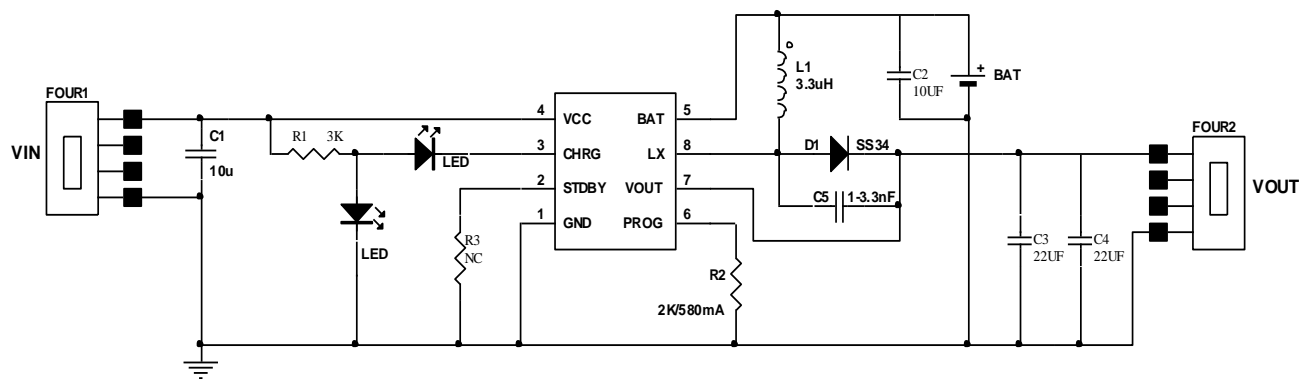 FOUR1
VIN
C1
10u
R1 3K
LED
LED
R3
NC
4 VCC BAT 5
3 CHRG LX 8
2 STDBY VOUT 7
1 GND PROG 6
L1
3.3uH
C2
10UF
+ BAT
D1 SS34
C5 1-3.3nF
R2
2K/580mA
C3
22UF
C4
22UF
FOUR2
VOUT